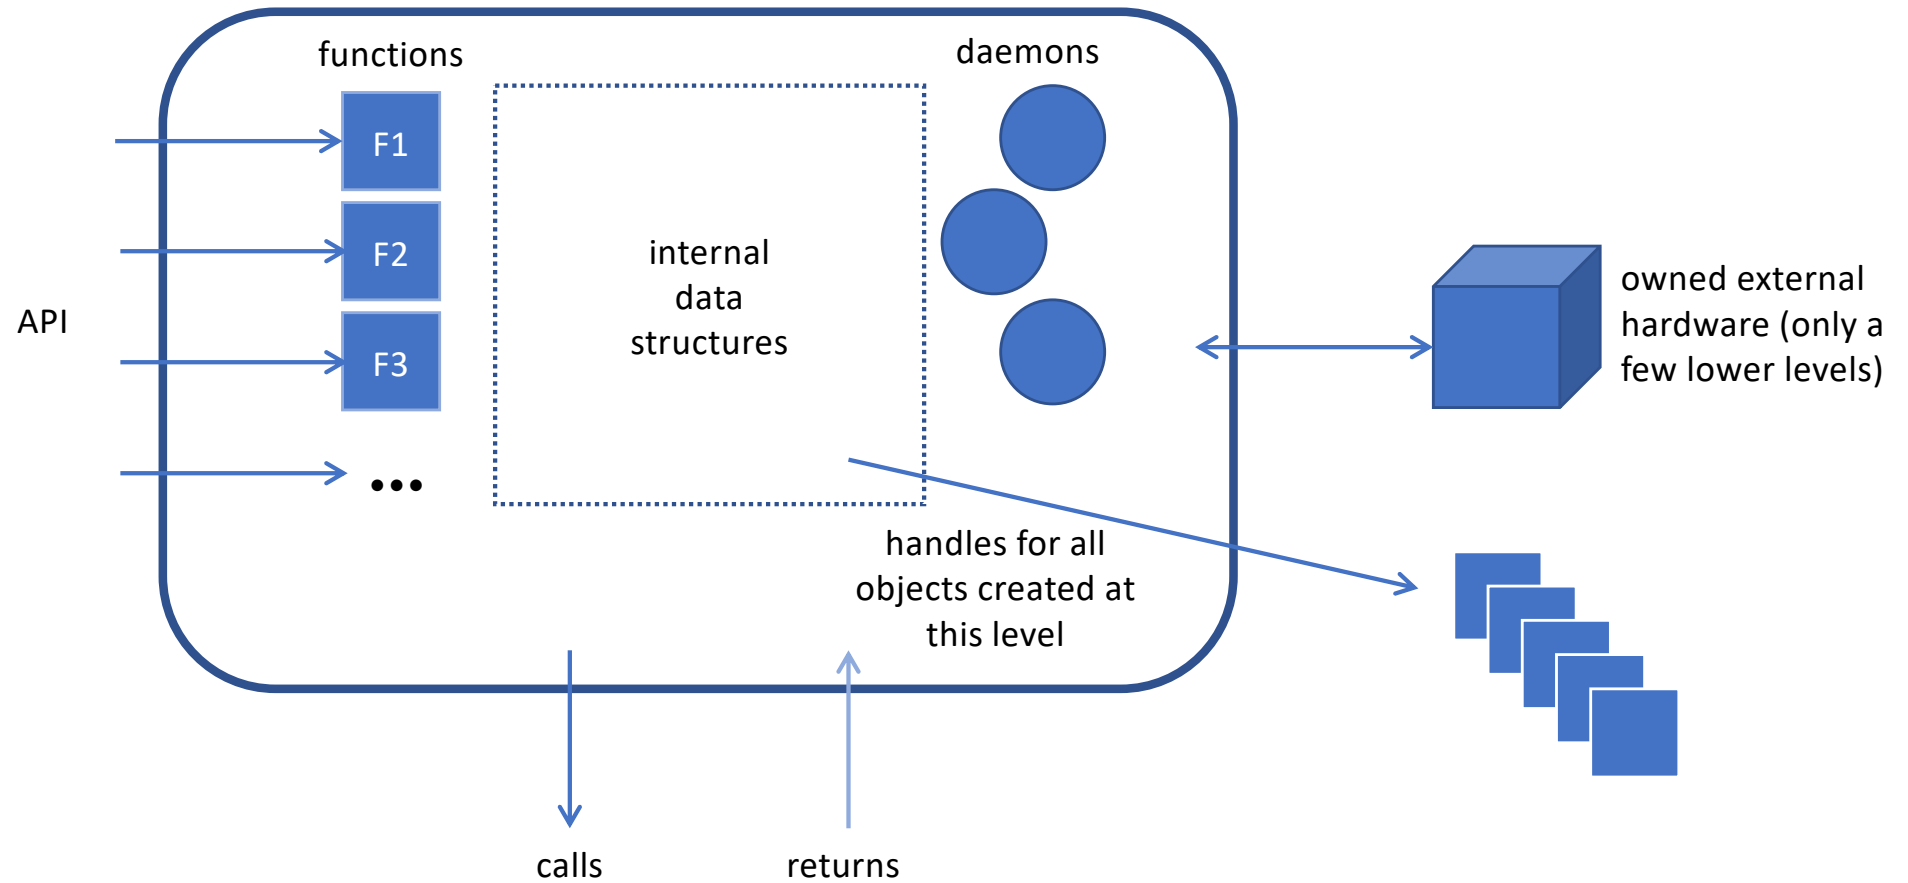 functions
daemons
F1
F2
F3
...
API
internal
data
structures
owned external
hardware (only a
few lower levels)
handles for all
objects created at
this level
calls
returns